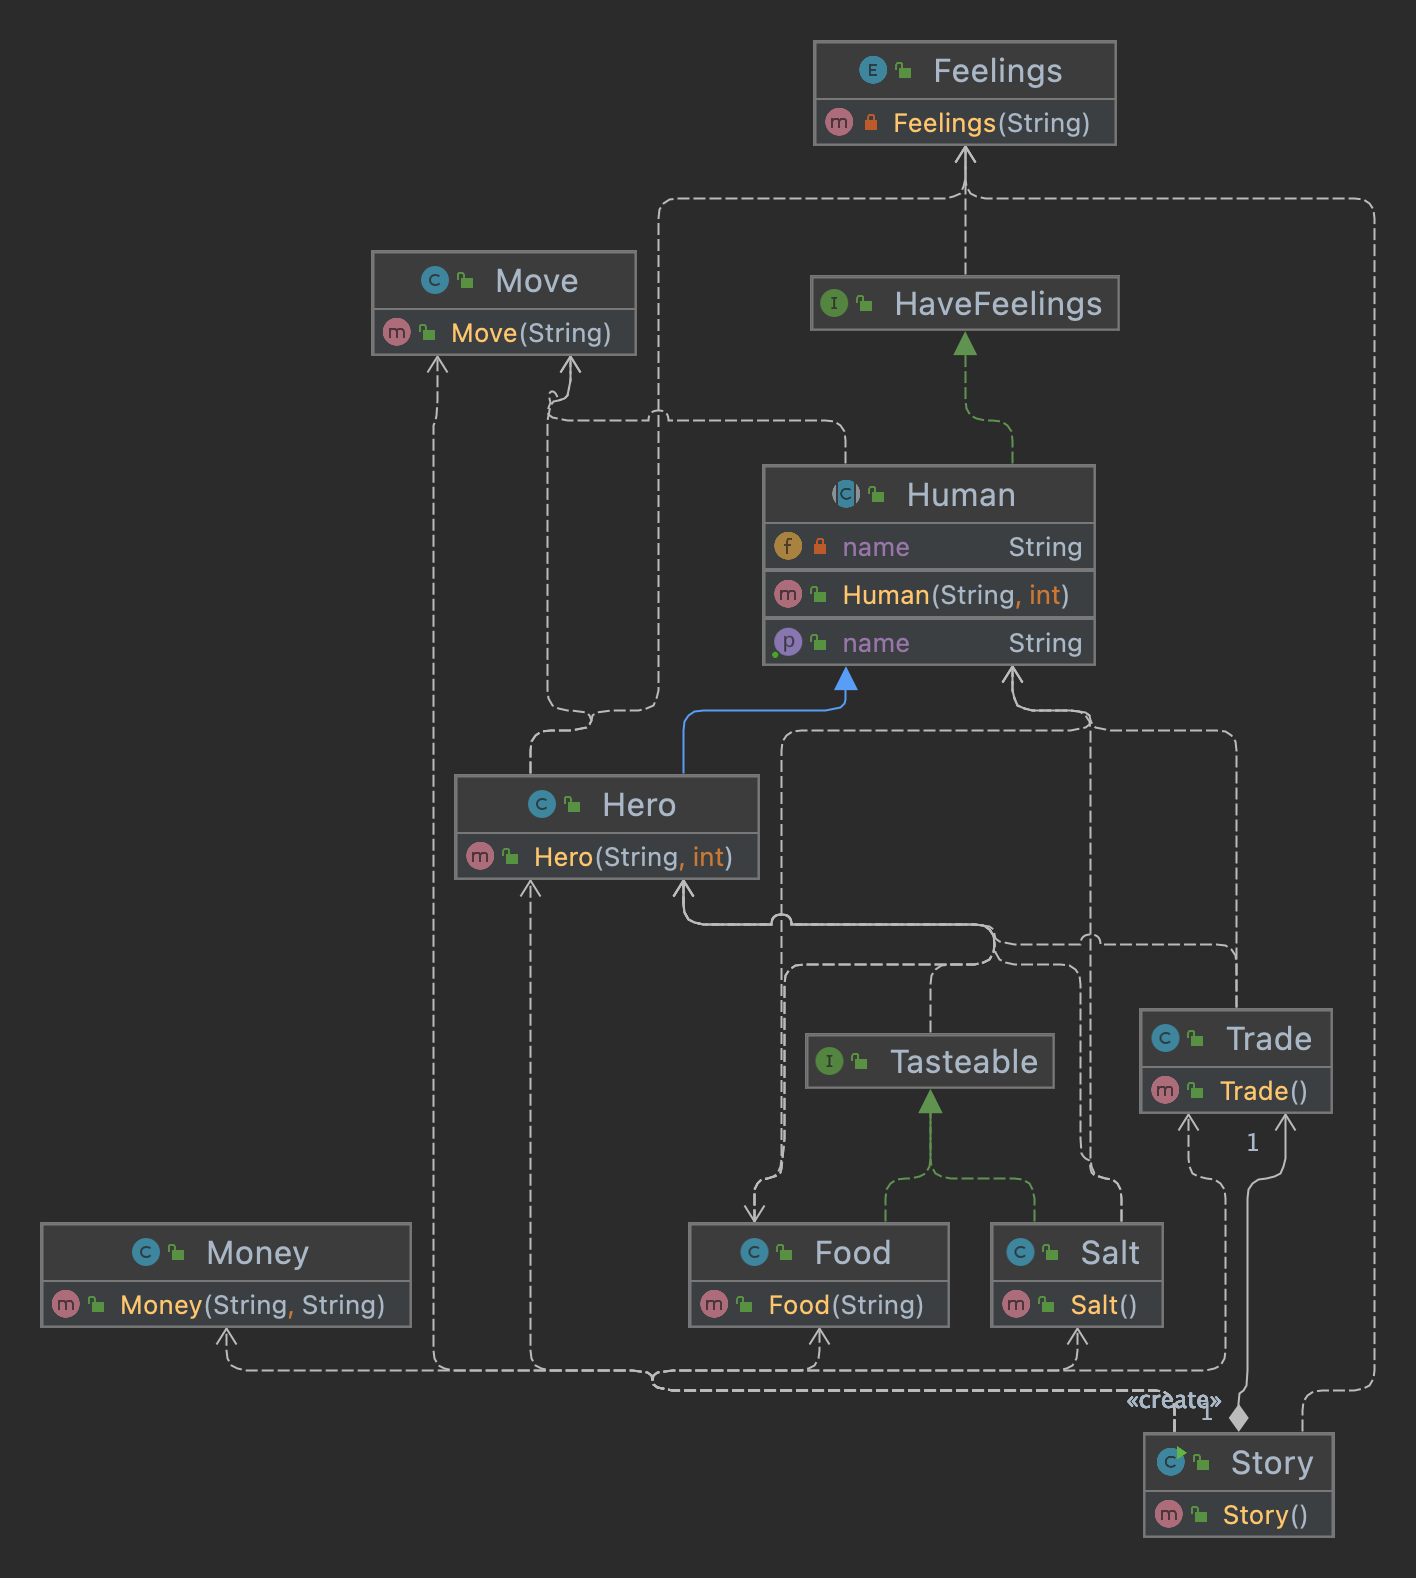 E Feelings
m Feelings(String)
C Move
m Move(String)
I HaveFeelings
C Human
f name String
m Human(String, int)
p name String
C Hero
m Hero(String, int)
I Tasteable
C Trade
m Trade()
1
C Money
m Money(String, String)
C Food
m Food(String)
C Salt
m Salt()
«create»
1
C Story
m Story()